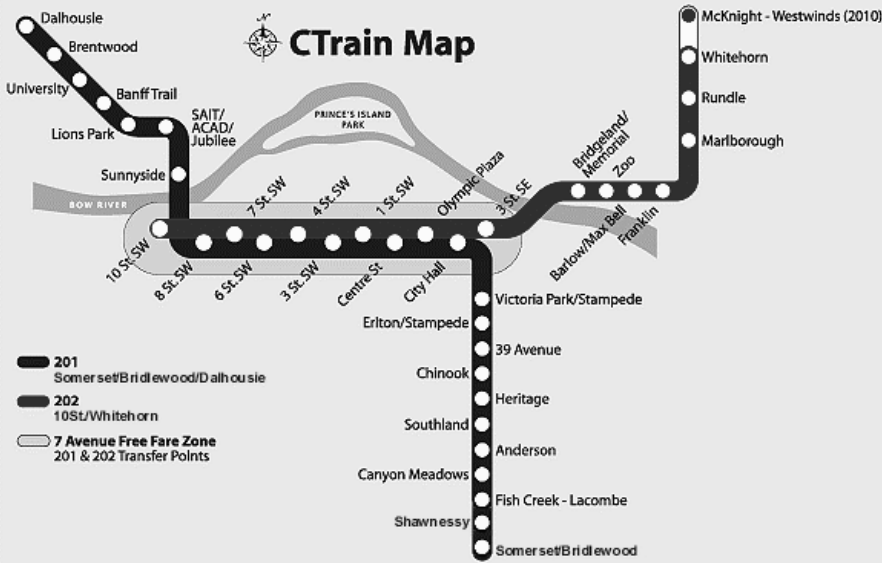 Dalhousie
Brentwood
University
Banff Trail
Lions Park
SAIT/
ACAD/
Jubilee
Sunnyside
BOW RIVER
N
CTrain Map
PRINCE'S ISLAND
PARK
McKnight - Westwinds (2010)
Whitehorn
Rundle
Marlborough
Bridgeland/
Memorial
Zoo
Barlow/Max Bell
Franklin
7 St. SW
4 St. SW
1 St. SW
Olympic Plaza
3 St. SE
10 St. SW
8 St. SW
6 St. SW
3 St. SW
Centre St
City Hall
Victoria Park/Stampede
Erlton/Stampede
39 Avenue
Chinook
Heritage
Southland
Anderson
Canyon Meadows
Fish Creek - Lacombe
Shawnessy
Somerset/Bridlewood
201
Somerset/Bridlewood/Dalhousie
202
10St/Whitehorn
7 Avenue Free Fare Zone
201 & 202 Transfer Points